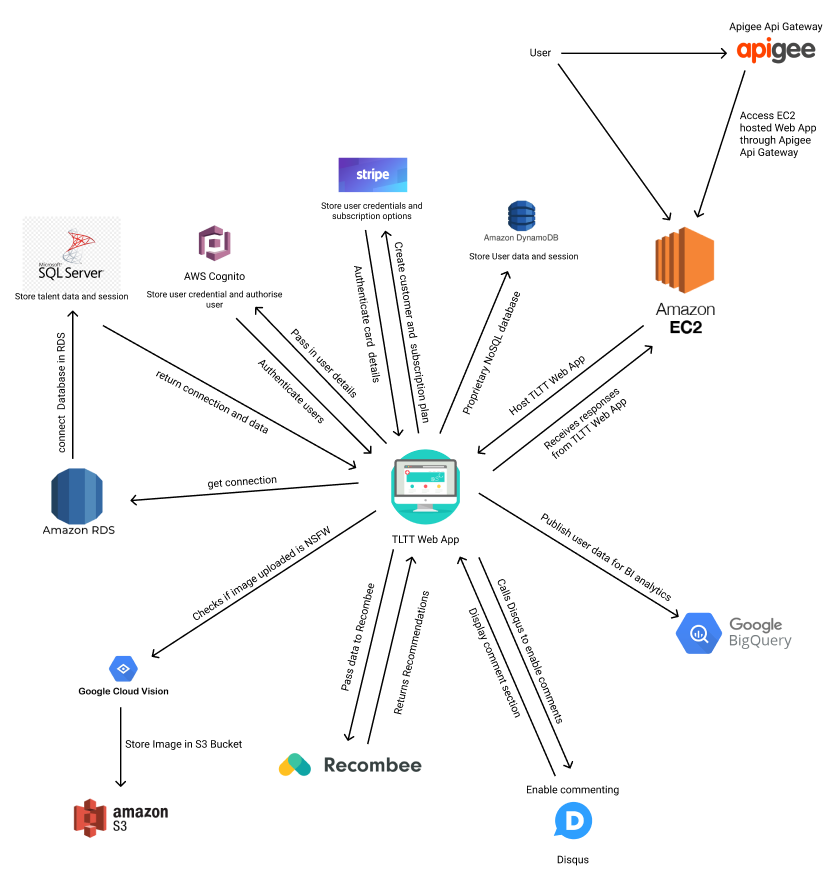 Apigee Api Gateway
User
apigee
Access EC2
hosted Web App
through Apigee
Api Gateway
stripe
Store user credentials and
subscription options
Amazon DynamoDB
Store User data and session
Microsoft
SQL Server
Store talent data and session
AWS Cognito
Store user credential and authorise
user
Amazon
EC2
connect Database in RDS
return connection and data
Pass in user details
Authenticate users
Authenticate card details
Create customer and subscription plan
Proprietary NoSQL database
Host TLTT Web App
Receives responses
from TLTT Web App
get connection
Amazon RDS
TLTT Web App
Checks if image uploaded is NSFW
Publish user data for BI analytics
Google
BigQuery
Pass data to Recombee
Returns Recommendations
Calls Disqus to enable comments
Display comment section
Google Cloud Vision
Store Image in S3 Bucket
Recombee
amazon
S3
Enable commenting
D
Disqus